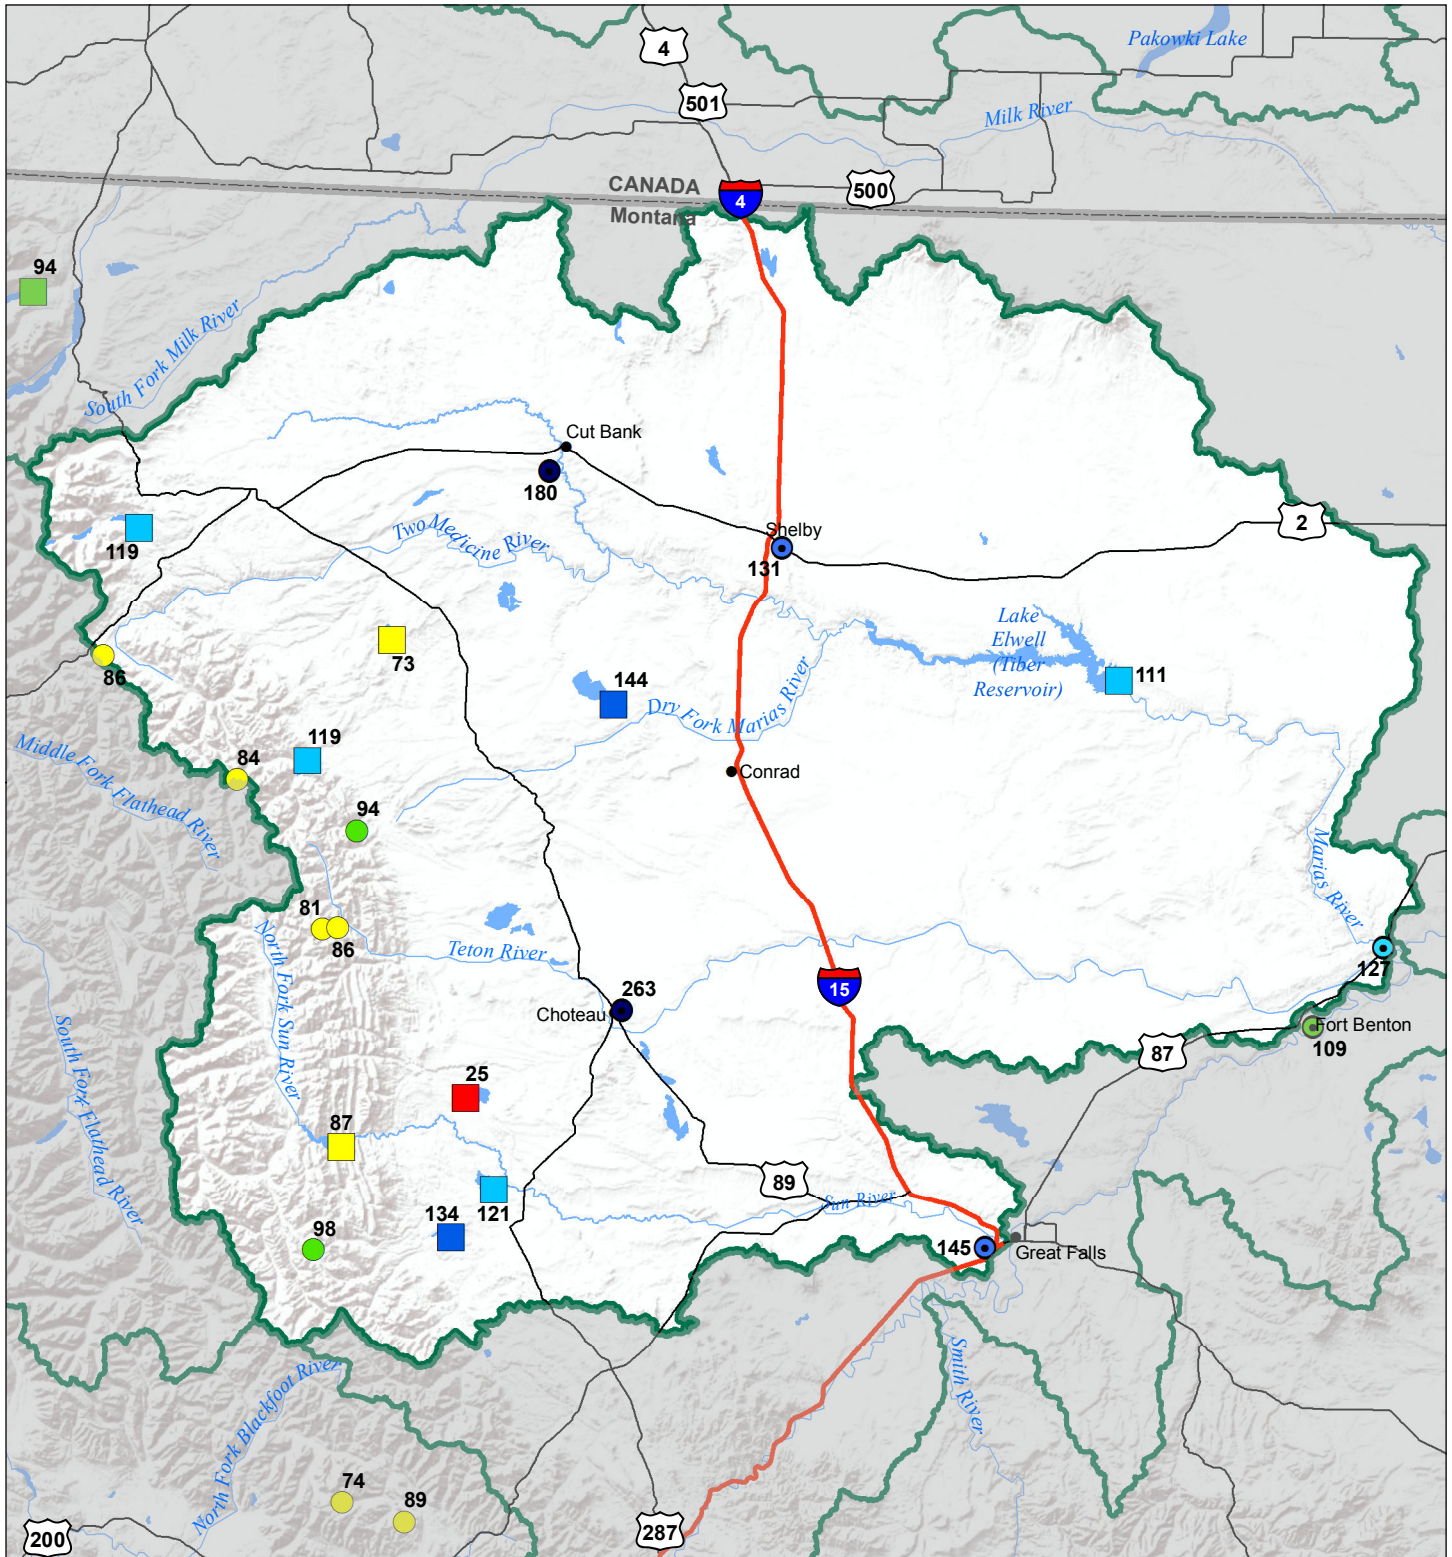 Pakowki Lake
4
501
Milk River
CANADA
4
500
Montana
94
South Fork Milk River
Cut Bank
180
2
119
Two Medicine River
Shelby
131
Lake
Elwell
(Tiber
Reservoir)
86
73
144
111
Dry Fork Marias River
Middle Fork Flathead River
84
119
Conrad
94
Marias River
81
86
North Fork Sun River
Teton River
127
263
Choteau
15
South Fork Flathead River
Fort Benton
109
87
25
87
89
121
Sun River
134
98
145
Great Falls
Smith River
North Fork Blackfoot River
74
89
200
287